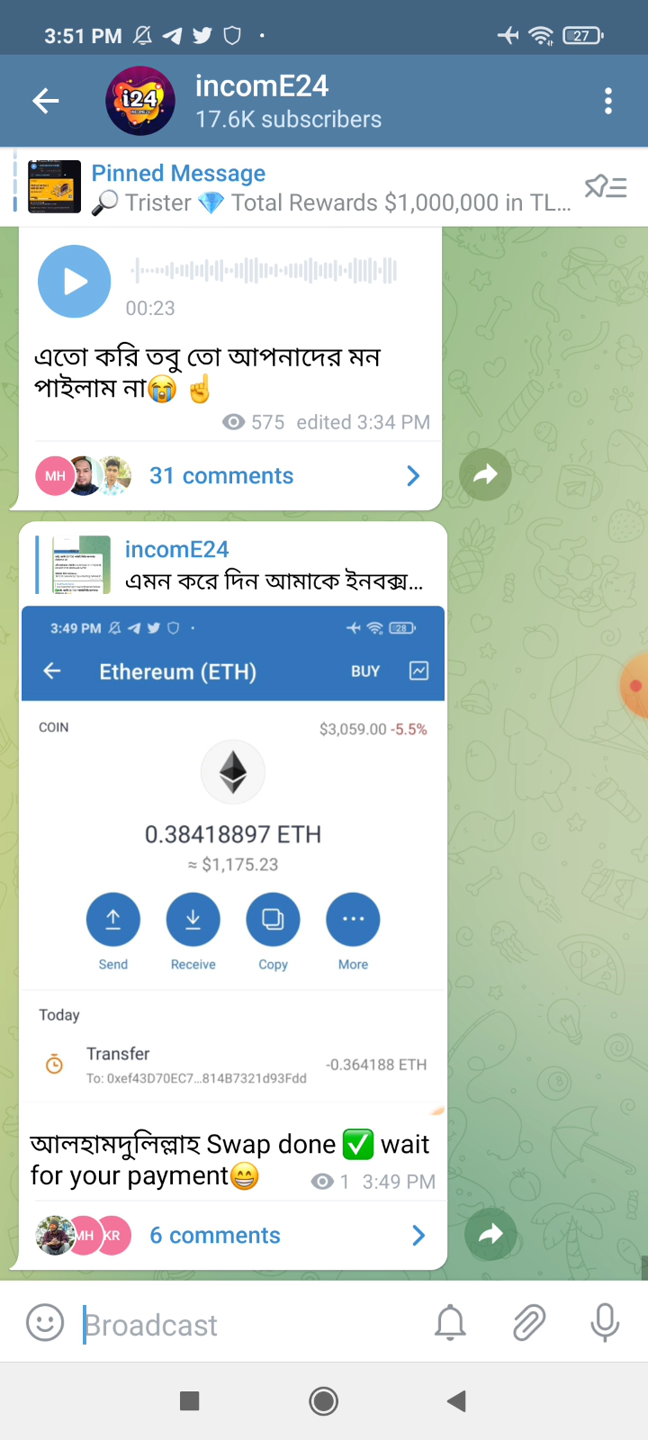 3:51 PM
27
i24
incomE24
17.6K subscribers
Pinned Message
🔎 Trister 💎 Total Rewards $1,000,000 in TL...
00:23
এতো করি তবু তো আপনাদের মন
পাইলাম না😭 ☝️
575 edited 3:34 PM
MH
31 comments
incomE24
এমন করে দিন আমাকে ইনবক্স...
3:49 PM
28
Ethereum (ETH)
BUY
COIN
$3,059.00 -5.5%
0.38418897 ETH
≈ $1,175.23
Send Receive Copy More
Today
Transfer
-0.364188 ETH
To: 0xef43D70EC7...814B7321d93Fdd
আলহামদুলিল্লাহ Swap done ✅ wait
for your payment😁
1 3:49 PM
MH KR
6 comments
Broadcast